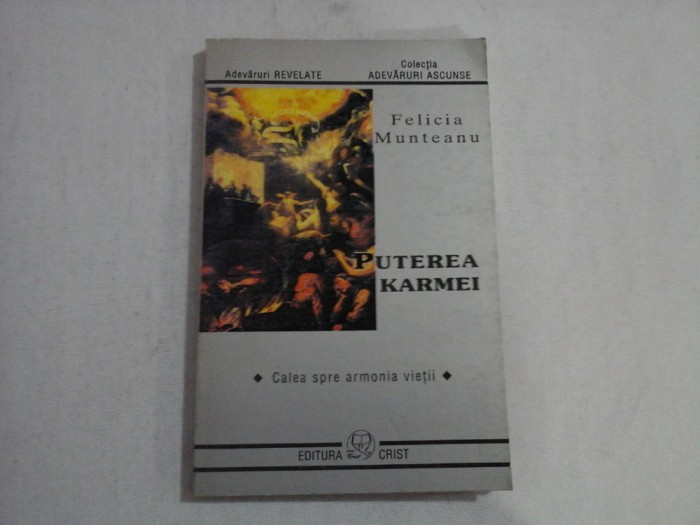 Adevăruri REVELATE
Colecția
ADEVĂRURI ASCUNSE
Felicia
Munteanu
PUTEREA
KARMEI
◆ Calea spre armonia vieții ◆
EDITURA CRIST